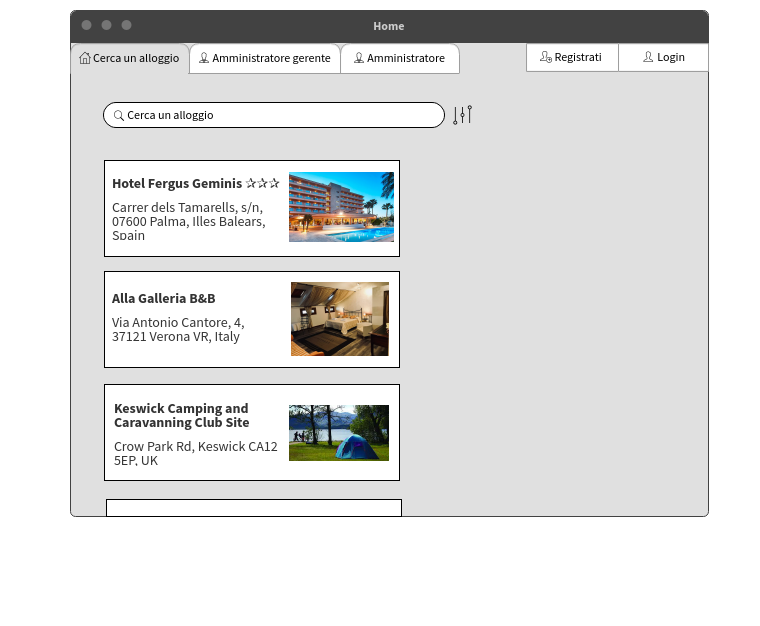 Home
Cerca un alloggio
Amministratore gerente
Amministratore
Registrati
Login
Cerca un alloggio
Hotel Fergus Geminis ☆☆☆
Carrer dels Tamarells, s/n,
07600 Palma, Illes Balears,
Spain
Alla Galleria B&B
Via Antonio Cantore, 4,
37121 Verona VR, Italy
Keswick Camping and
Caravanning Club Site
Crow Park Rd, Keswick CA12
5EP, UK